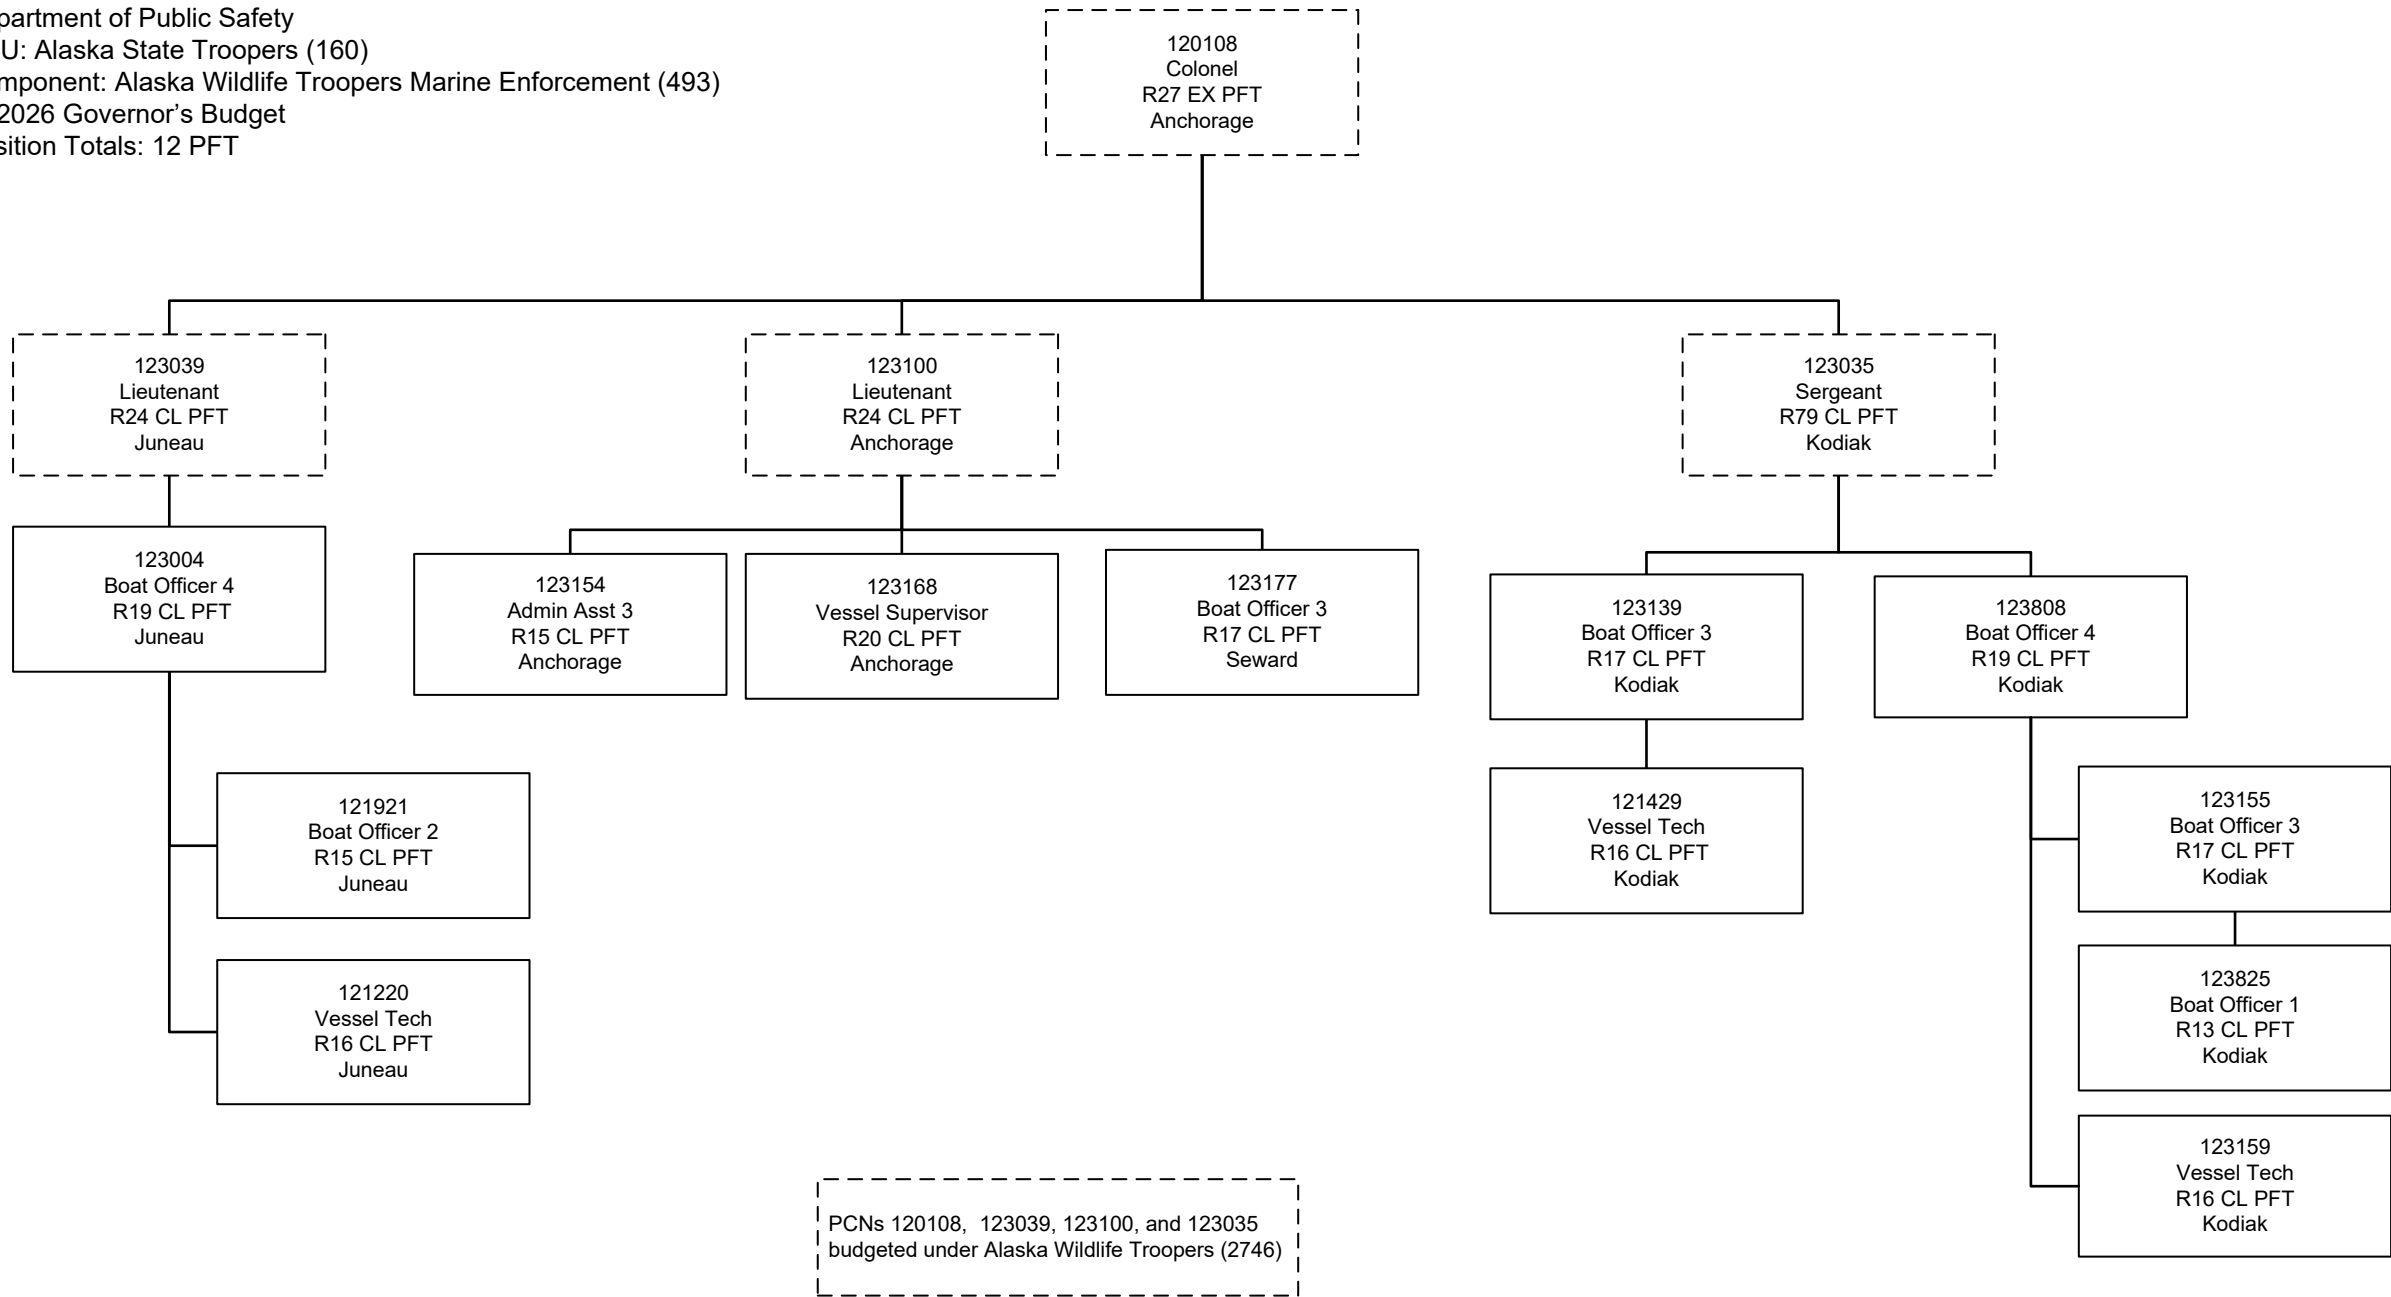 partment of Public Safety
U: Alaska State Troopers (160)
mponent: Alaska Wildlife Troopers Marine Enforcement (493)
2026 Governor’s Budget
sition Totals: 12 PFT
120108
Colonel
R27 EX PFT
Anchorage
123039
Lieutenant
R24 CL PFT
Juneau
123100
Lieutenant
R24 CL PFT
Anchorage
123035
Sergeant
R79 CL PFT
Kodiak
123004
Boat Officer 4
R19 CL PFT
Juneau
123154
Admin Asst 3
R15 CL PFT
Anchorage
123168
Vessel Supervisor
R20 CL PFT
Anchorage
123177
Boat Officer 3
R17 CL PFT
Seward
123139
Boat Officer 3
R17 CL PFT
Kodiak
123808
Boat Officer 4
R19 CL PFT
Kodiak
121921
Boat Officer 2
R15 CL PFT
Juneau
121429
Vessel Tech
R16 CL PFT
Kodiak
123155
Boat Officer 3
R17 CL PFT
Kodiak
121220
Vessel Tech
R16 CL PFT
Juneau
123825
Boat Officer 1
R13 CL PFT
Kodiak
123159
Vessel Tech
R16 CL PFT
Kodiak
PCNs 120108,  123039, 123100, and 123035
budgeted under Alaska Wildlife Troopers (2746)